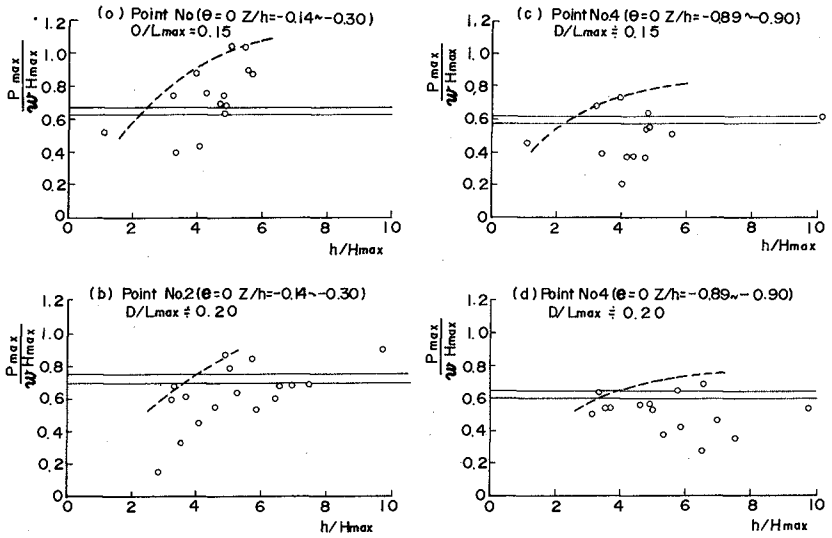 (a) Point No (θ=0 Z/h=-0.14~-0.30)
D/Lmax ≒ 0.15
Pmax
w Hmax
1.2
1.0
0.8
0.6
0.4
0.2
0
0 2 4 6 8 10
h/Hmax
(c) Point No.4 (θ=0 Z/h=-0.89~-0.90)
D/Lmax ≒ 0.15
Pmax
w Hmax
1.2
1.0
0.8
0.6
0.4
0.2
0
0 2 4 6 8 10
h/Hmax
(b) Point No.2 (θ=0 Z/h=-0.14~-0.30)
D/Lmax ≒ 0.20
Pmax
w Hmax
1.2
1.0
0.8
0.6
0.4
0.2
0
0 2 4 6 8 10
h/Hmax
(d) Point No4 (θ=0 Z/h=-0.89~-0.90)
D/Lmax ≒ 0.20
Pmax
w Hmax
1.2
1.0
0.8
0.6
0.4
0.2
0
0 2 4 6 8 10
h/Hmax